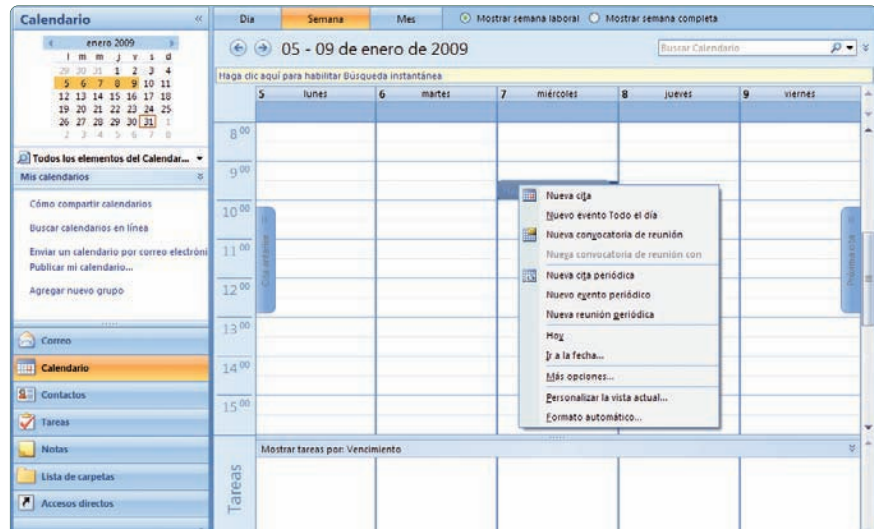 Calendario «
enero 2009
l m m j v s d
29 30 31 1 2 3 4
5 6 7 8 9 10 11
12 13 14 15 16 17 18
19 20 21 22 23 24 25
26 27 28 29 30 31 1
2 3 4 5 6 7 8
Todos los elementos del Calendar...
Mis calendarios
Cómo compartir calendarios
Buscar calendarios en línea
Enviar un calendario por correo electróni
Publicar mi calendario...
Agregar nuevo grupo
Correo
Calendario
Contactos
Tareas
Notas
Lista de carpetas
Accesos directos
Día Semana Mes Mostrar semana laboral Mostrar semana completa
05 - 09 de enero de 2009
Buscar Calendario
Haga clic aquí para habilitar Búsqueda instantánea
5 lunes 6 martes 7 miércoles 8 jueves 9 viernes
8 00
9 00
10 00
11 00
12 00
13 00
14 00
15 00
Cita anterior
Próxima cita
Nueva cita
Nuevo evento Todo el día
Nueva convocatoria de reunión
Nueva convocatoria de reunión con
Nueva cita periódica
Nuevo evento periódico
Nueva reunión periódica
Hoy
Ir a la fecha...
Más opciones...
Personalizar la vista actual...
Formato automático...
Mostrar tareas por: Vencimiento
Tareas